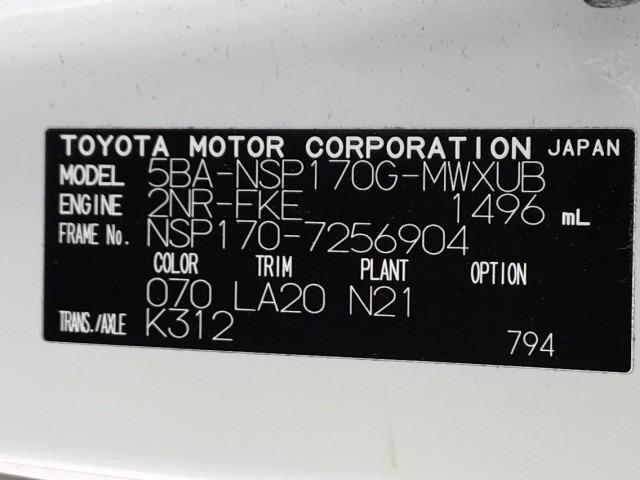 TOYOTA MOTOR CORPORATION JAPAN
MODEL 5BA-NSP170G-MWXUB
ENGINE 2NR-FKE 1496 mL
FRAME No. NSP170-7256904
COLOR TRIM PLANT OPTION
070 LA20 N21
TRANS./AXLE K312
794